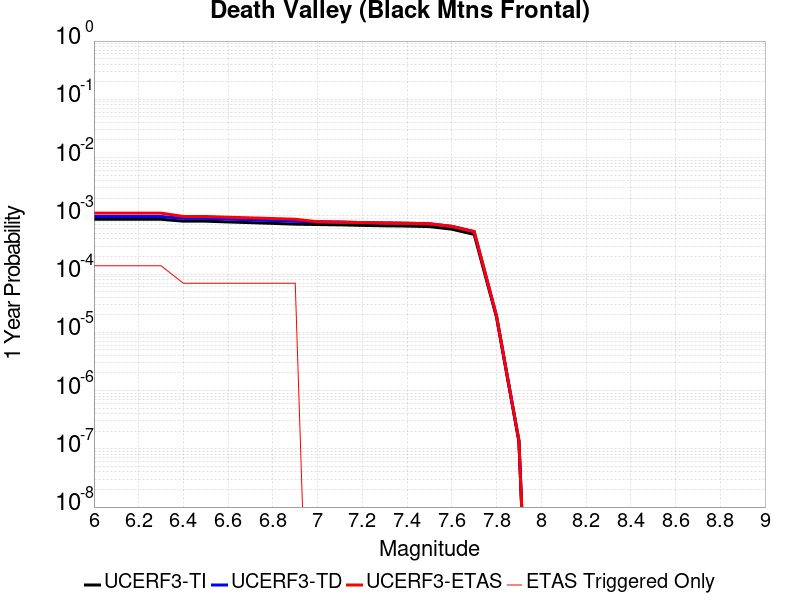 Death Valley (Black Mtns Frontal)
10^0
10^-1
10^-2
10^-3
10^-4
10^-5
10^-6
10^-7
10^-8
1 Year Probability
6 6.2 6.4 6.6 6.8 7 7.2 7.4 7.6 7.8 8 8.2 8.4 8.6 8.8 9
Magnitude
UCERF3-TI UCERF3-TD UCERF3-ETAS ETAS Triggered Only